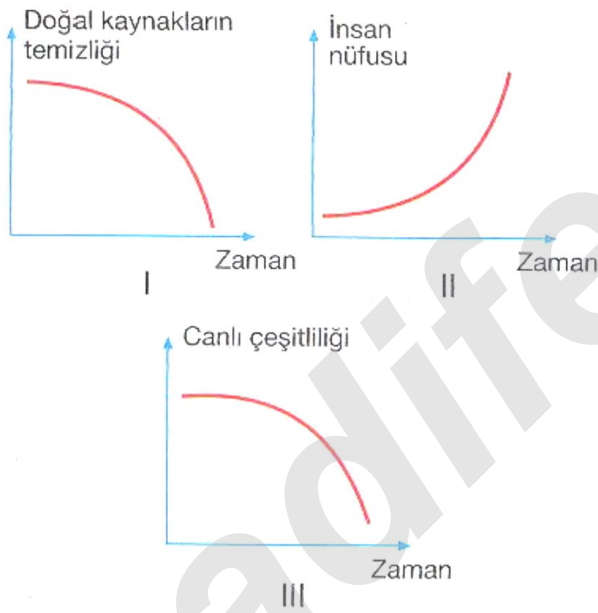 Doğal kaynakların
temizliği
Zaman
I
İnsan
nüfusu
Zaman
II
Canlı çeşitliliği
Zaman
III
adife